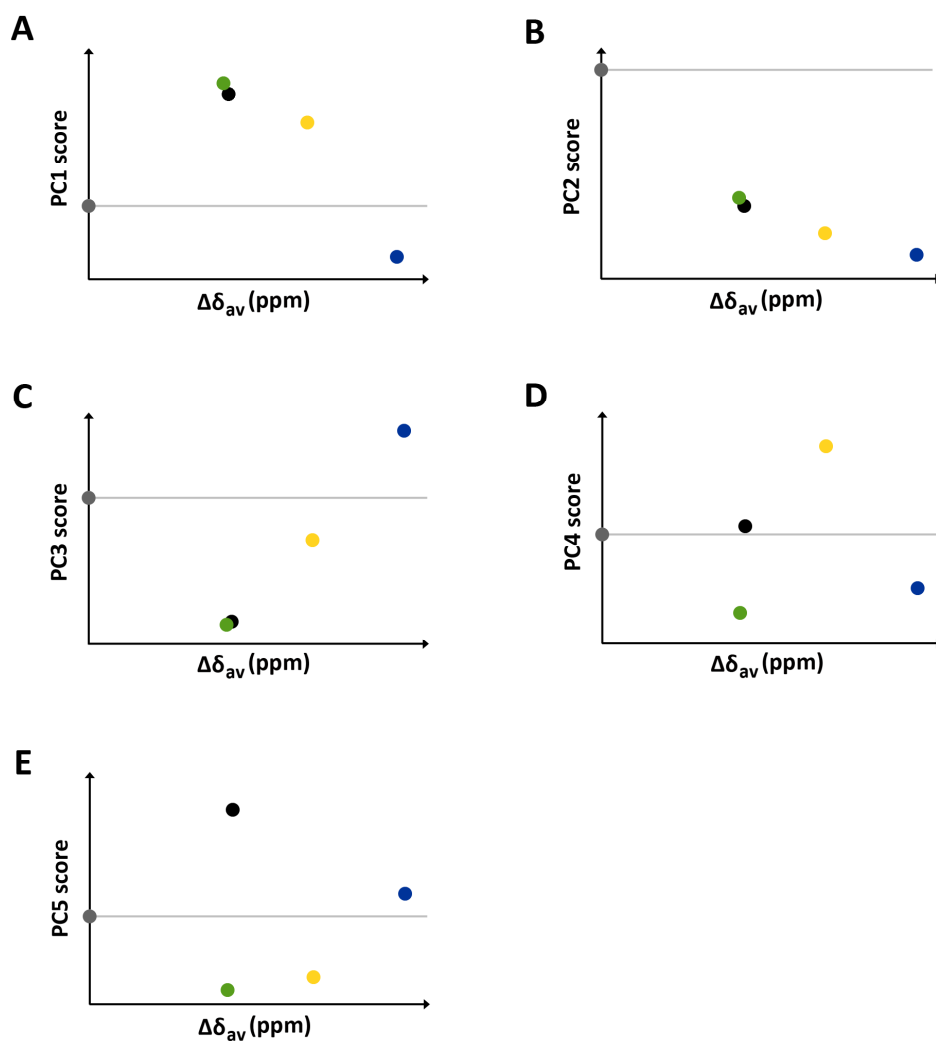 A
PC1 score
Δδav (ppm)
B
PC2 score
Δδav (ppm)
C
PC3 score
Δδav (ppm)
D
PC4 score
Δδav (ppm)
E
PC5 score
Δδav (ppm)